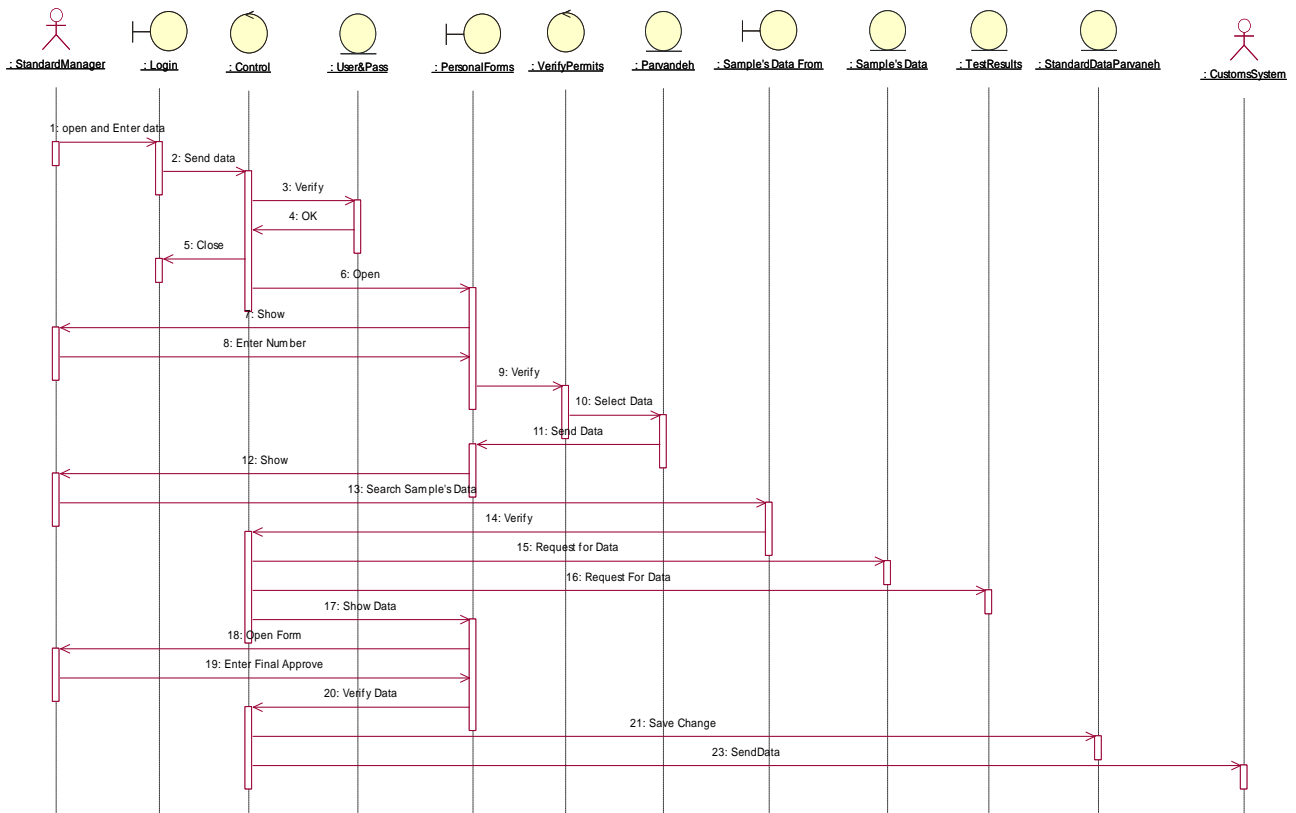 : StandardManager
: Login
: Control
: User&Pass
: PersonalForms
: VerifyPermits
: Parvandeh
: Sample's Data From
: Sample's Data
: TestResults
: StandardDataParvaneh
: CustomsSystem
1: open and Enter data
2: Send data
3: Verify
4: OK
5: Close
6: Open
7: Show
8: Enter Number
9: Verify
10: Select Data
11: Send Data
12: Show
13: Search Sample's Data
14: Verify
15: Request for Data
16: Request For Data
17: Show Data
18: Open Form
19: Enter Final Approve
20: Verify Data
21: Save Change
23: SendData